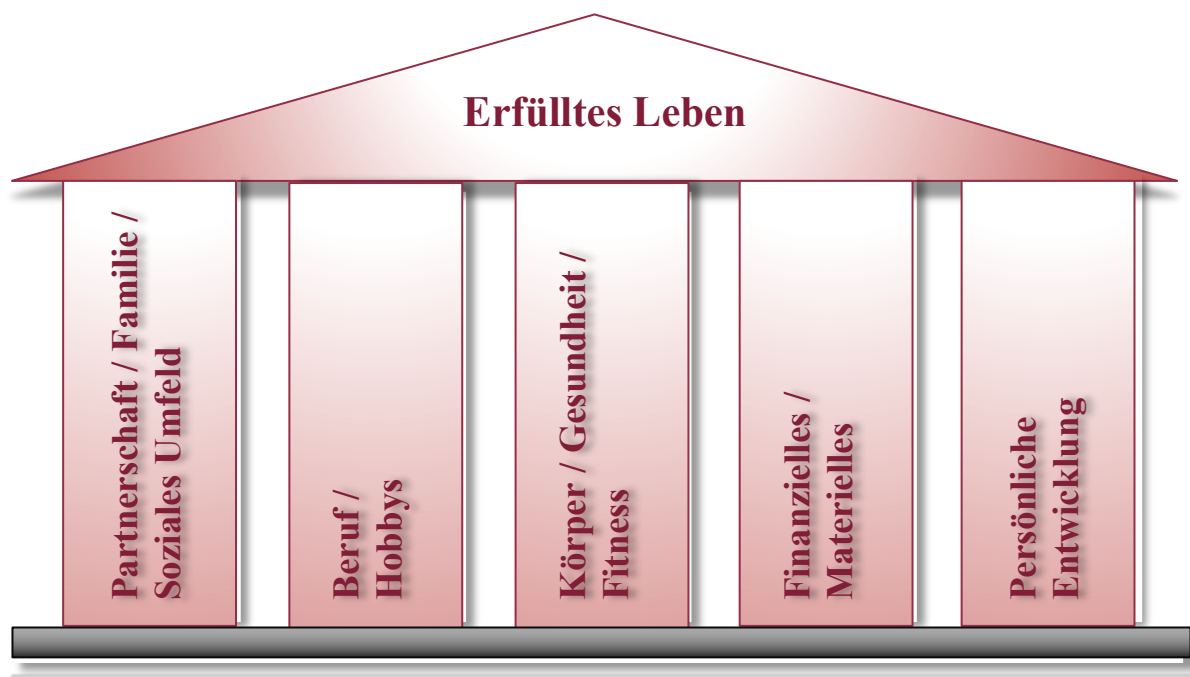 Erfülltes Leben
Partnerschaft / Familie /
Soziales Umfeld
Beruf /
Hobbys
Körper / Gesundheit /
Fitness
Finanzielles /
Materielles
Persönliche
Entwicklung